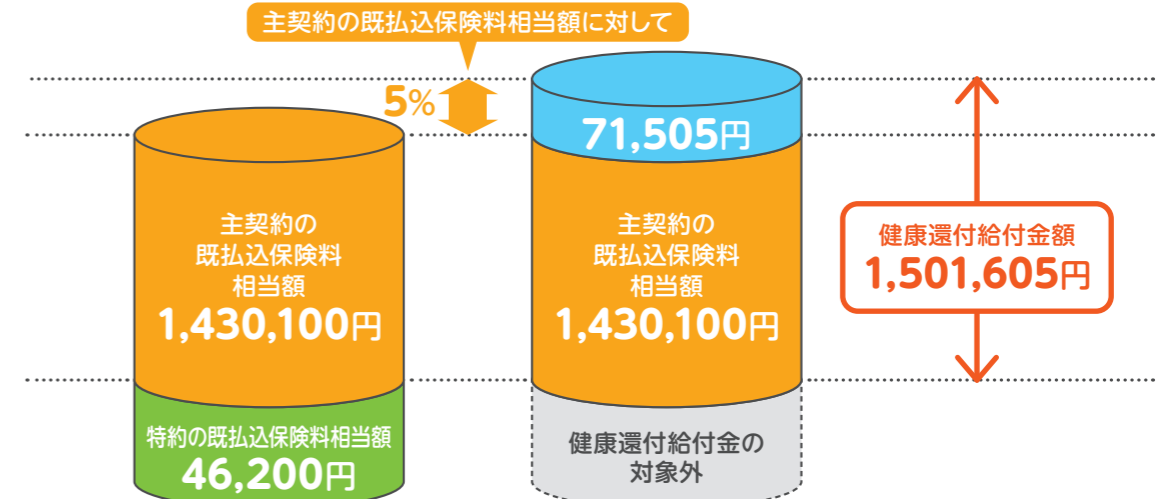 主契約の既払込保険料相当額に対して
5%
71,505円
主契約の
既払込保険料
相当額
1,430,100円
主契約の
既払込保険料
相当額
1,430,100円
健康還付給付金額
1,501,605円
特約の既払込保険料相当額
46,200円
健康還付給付金の
対象外